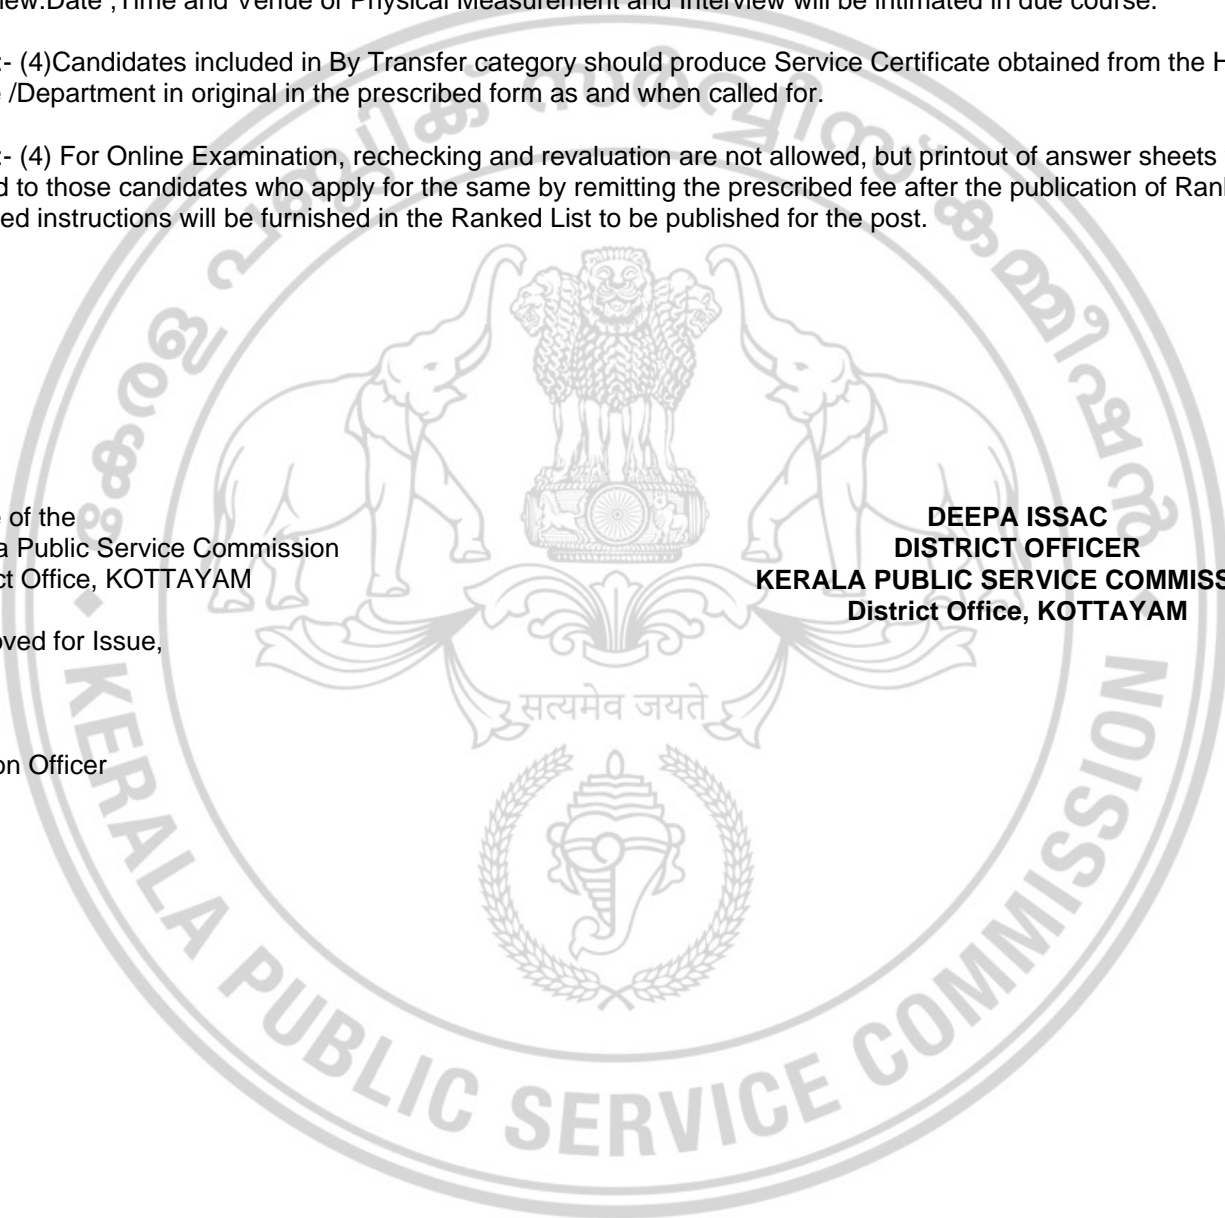 iew.Date ,Time and Venue of Physical Measurement and Interview will be intimated in due course.
:- (4)Candidates included in By Transfer category should produce Service Certificate obtained from the H
e /Department in original in the prescribed form as and when called for.
:- (4) For Online Examination, rechecking and revaluation are not allowed, but printout of answer sheets
d to those candidates who apply for the same by remitting the prescribed fee after the publication of Ran
ed instructions will be furnished in the Ranked List to be published for the post.
കേരള പബ്ലിക് സർവ്വീസ് കമ്മീഷൻ
e of the
a Public Service Commission
ct Office, KOTTAYAM
DEEPA ISSAC
DISTRICT OFFICER
KERALA PUBLIC SERVICE COMMISS
District Office, KOTTAYAM
oved for Issue,
सत्यमेव जयते
on Officer
KERALA PUBLIC SERVICE COMMISSION